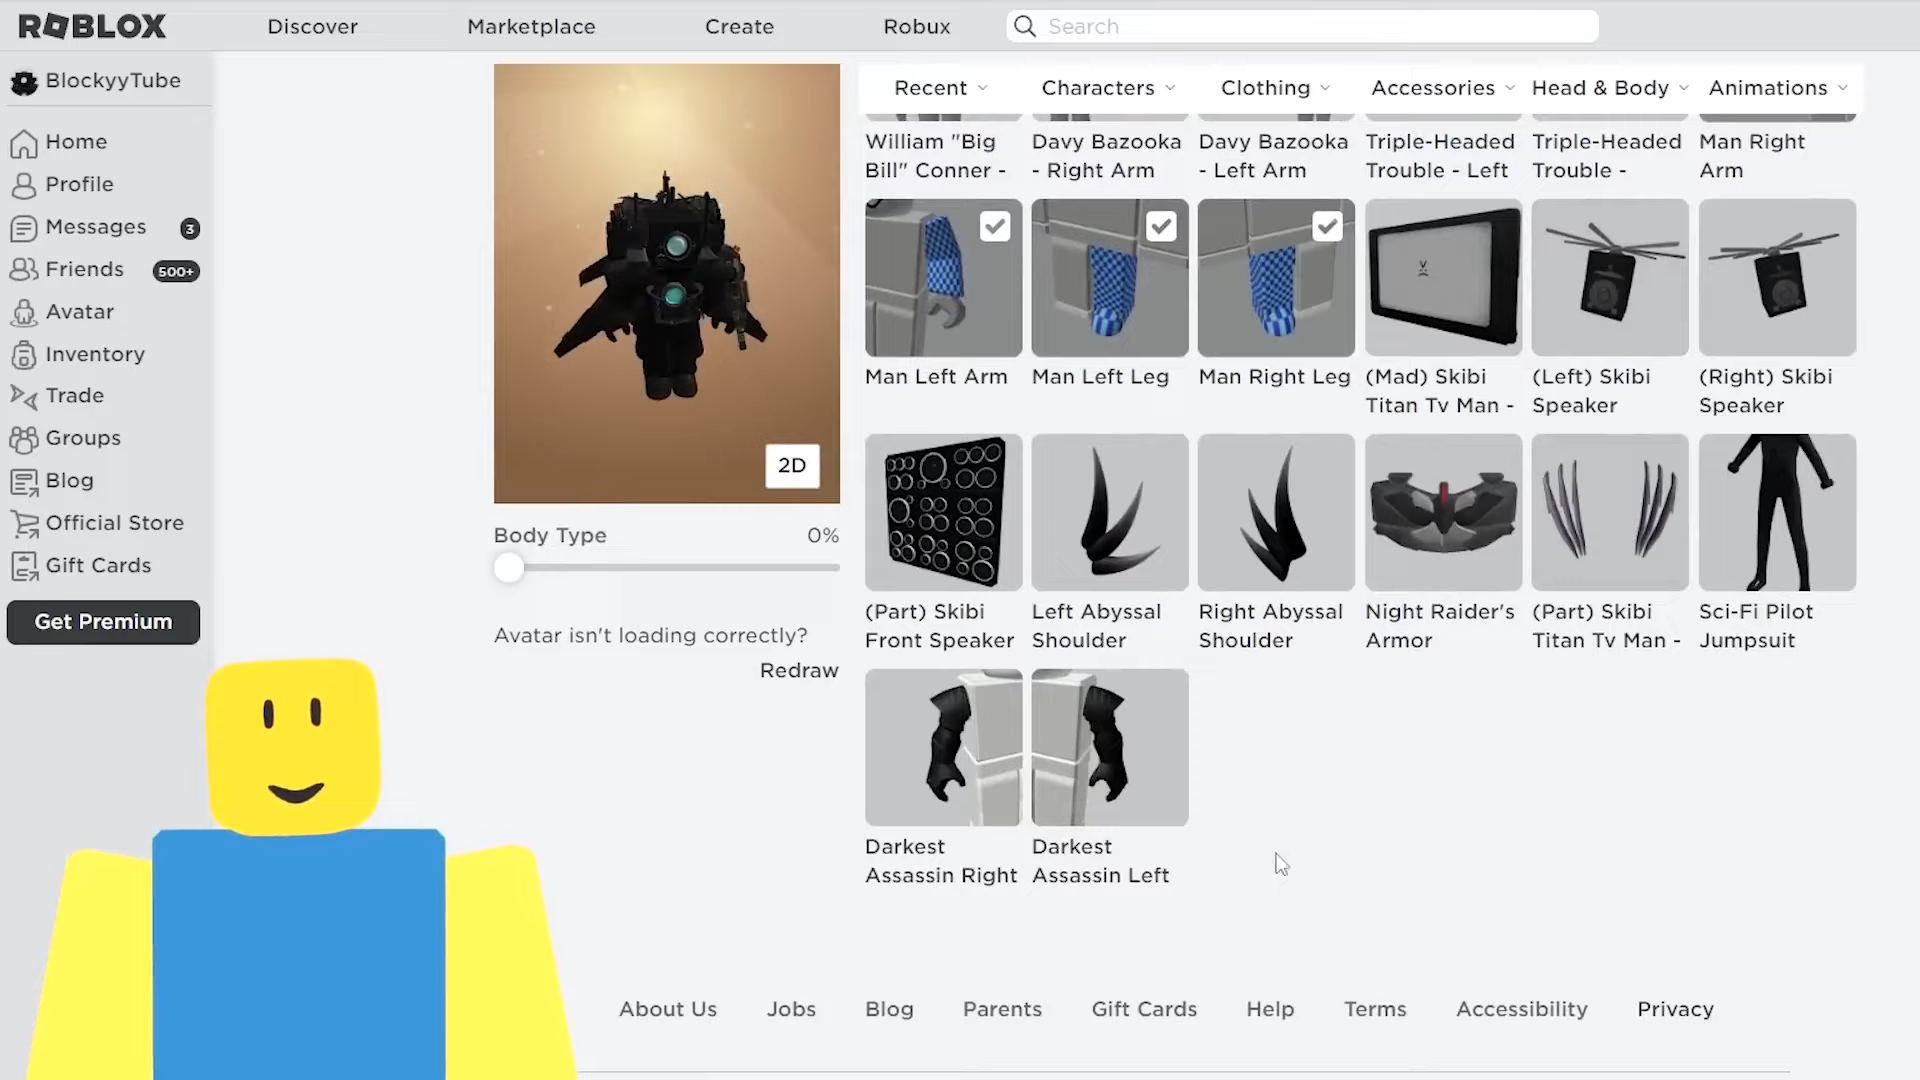 ROBLOX
Discover
Marketplace
Create
Robux
Search
BlockyyTube
Home
Profile
Messages
3
Friends
500+
Avatar
Inventory
Trade
Groups
Blog
Official Store
Gift Cards
Get Premium
2D
Body Type
0%
Avatar isn't loading correctly?
Redraw
Recent
Characters
Clothing
Accessories
Head & Body
Animations
William "Big
Bill" Conner -
Davy Bazooka
- Right Arm
Davy Bazooka
- Left Arm
Triple-Headed
Trouble - Left
Triple-Headed
Trouble -
Man Right
Arm
Man Left Arm
Man Left Leg
Man Right Leg
(Mad) Skibi
Titan Tv Man -
(Left) Skibi
Speaker
(Right) Skibi
Speaker
(Part) Skibi
Front Speaker
Left Abyssal
Shoulder
Right Abyssal
Shoulder
Night Raider's
Armor
(Part) Skibi
Titan Tv Man -
Sci-Fi Pilot
Jumpsuit
Darkest
Assassin Right
Darkest
Assassin Left
About Us
Jobs
Blog
Parents
Gift Cards
Help
Terms
Accessibility
Privacy